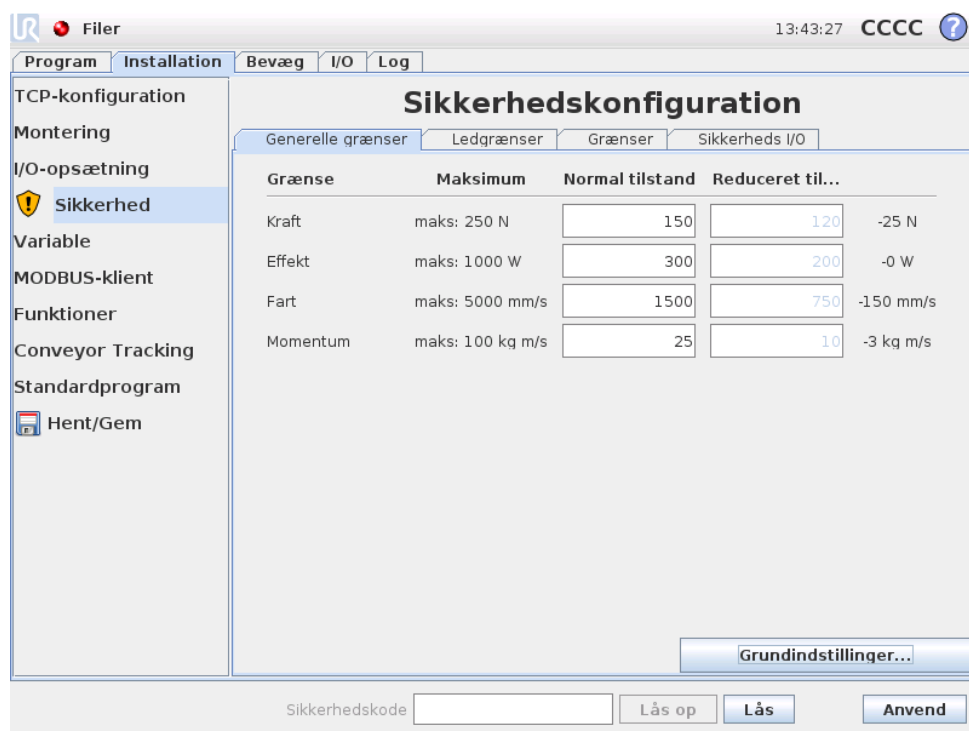 UR Filer 13:43:27 CCCC ?
Program Installation Bevæg I/O Log
TCP-konfiguration
Montering
I/O-opsætning
Sikkerhed
Variable
MODBUS-klient
Funktioner
Conveyor Tracking
Standardprogram
Hent/Gem
Sikkerhedskonfiguration
Generelle grænser Ledgrænser Grænser Sikkerheds I/O
Grænse Maksimum Normal tilstand Reduceret til...
Kraft maks: 250 N 150 120 -25 N
Effekt maks: 1000 W 300 200 -0 W
Fart maks: 5000 mm/s 1500 750 -150 mm/s
Momentum maks: 100 kg m/s 25 10 -3 kg m/s
Grundindstillinger...
Sikkerhedskode Lås op Lås Anvend